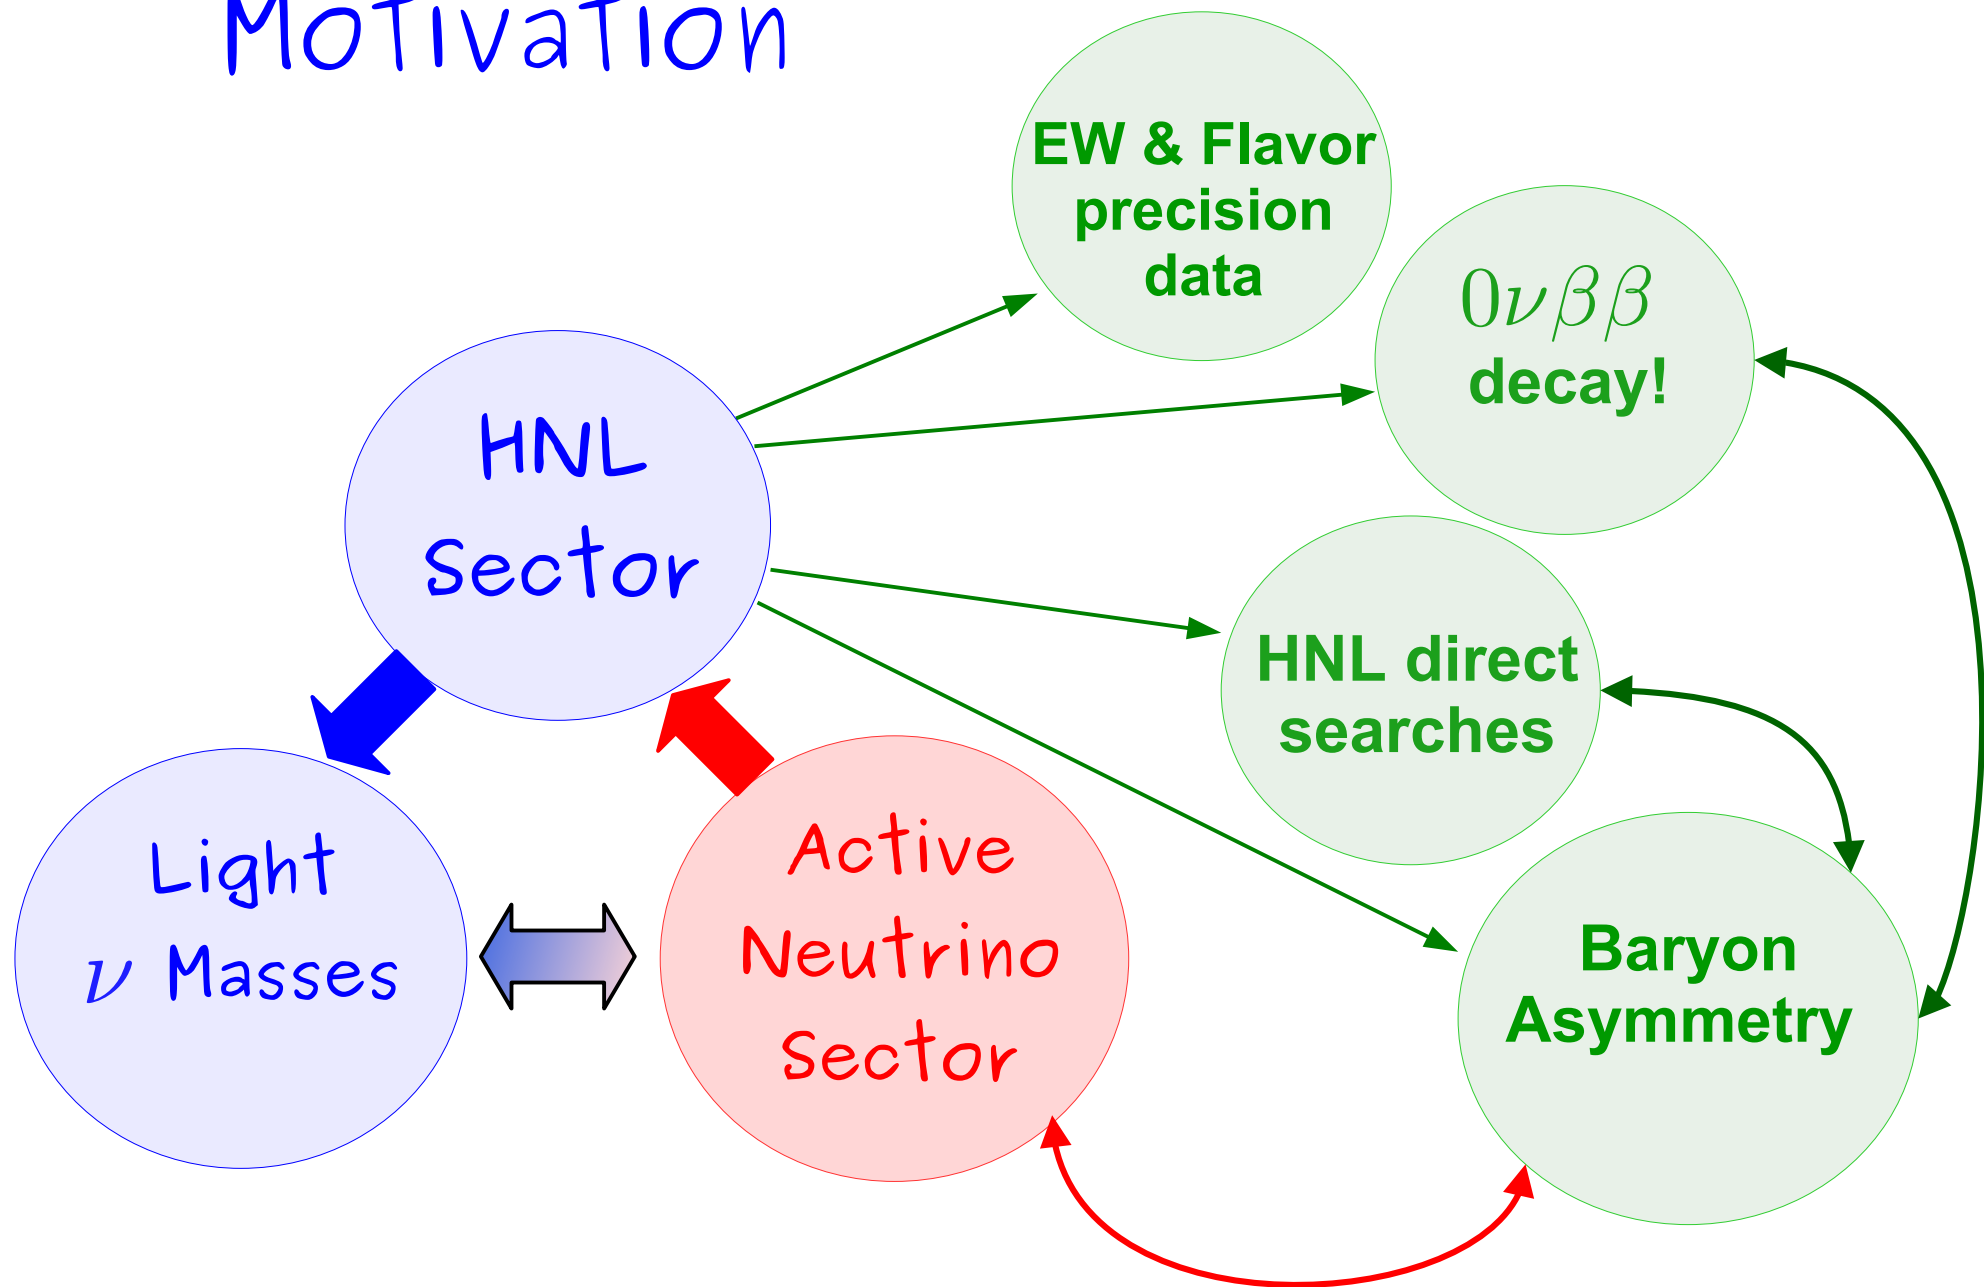 Motivation
EW & Flavor
precision
data
0νββ
decay!
HNL
Sector
HNL direct
searches
Light
ν Masses
Active
Neutrino
Sector
Baryon
Asymmetry